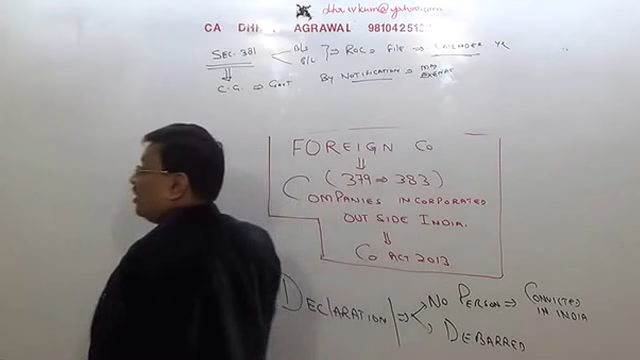 CA DHR . AGRAWAL
SEC-381
B/S
P/L
⇒ ROC ⇒ FILE ⇒ CALENDER YR
C.G. ⇒ GOVT
BY NOTIFICATION ⇒ MAY EXEMPT
FOREIGN CO
(379 ⇒ 383)
COMPANIES INCORPORATED
OUT SIDE INDIA.
CO ACT 2013
DECLARATION ⇒ NO PERSON ⇒ CONVICTED
IN INDIA
DEBARRED